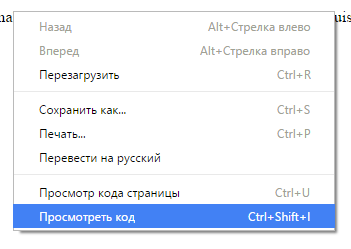 Назад Alt+Стрелка влево
Вперед Alt+Стрелка вправо
Перезагрузить Ctrl+R
Сохранить как... Ctrl+S
Печать... Ctrl+P
Перевести на русский
Просмотр кода страницы Ctrl+U
Просмотреть код Ctrl+Shift+I